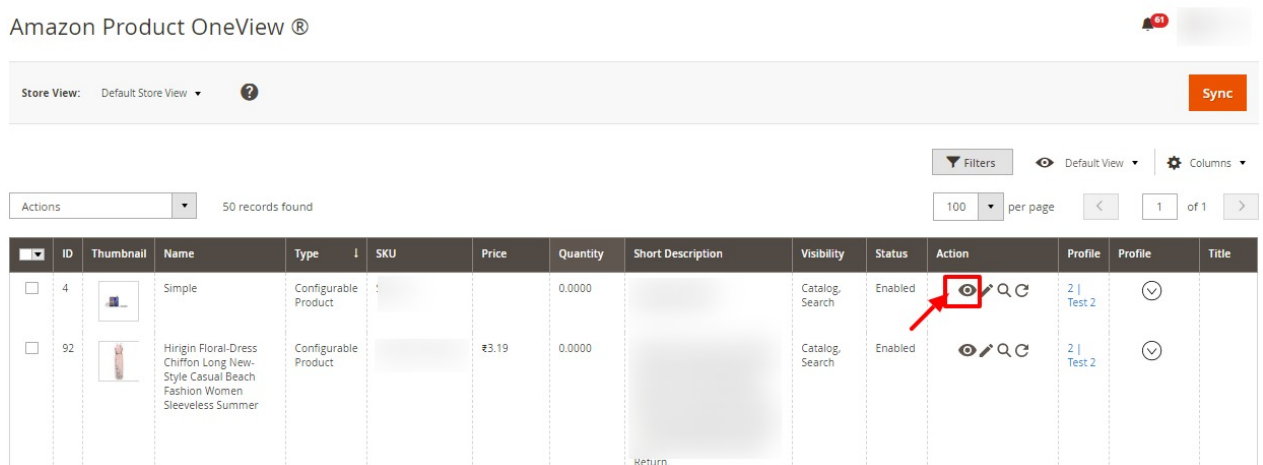 Amazon Product OneView ®
61
Store View: Default Store View
Sync
Filters Default View Columns
Actions 50 records found 100 per page 1 of 1
ID Thumbnail Name Type ↓ SKU Price Quantity Short Description Visibility Status Action Profile Profile Title
4 Simple Configurable 0.0000 Catalog, Enabled 2 |
Product Search Test 2
92 Hirigin Floral-Dress Configurable ₹3.19 0.0000 Catalog, Enabled 2 |
Chiffon Long New- Product Search Test 2
Style Casual Beach
Fashion Women
Sleeveless Summer
Return